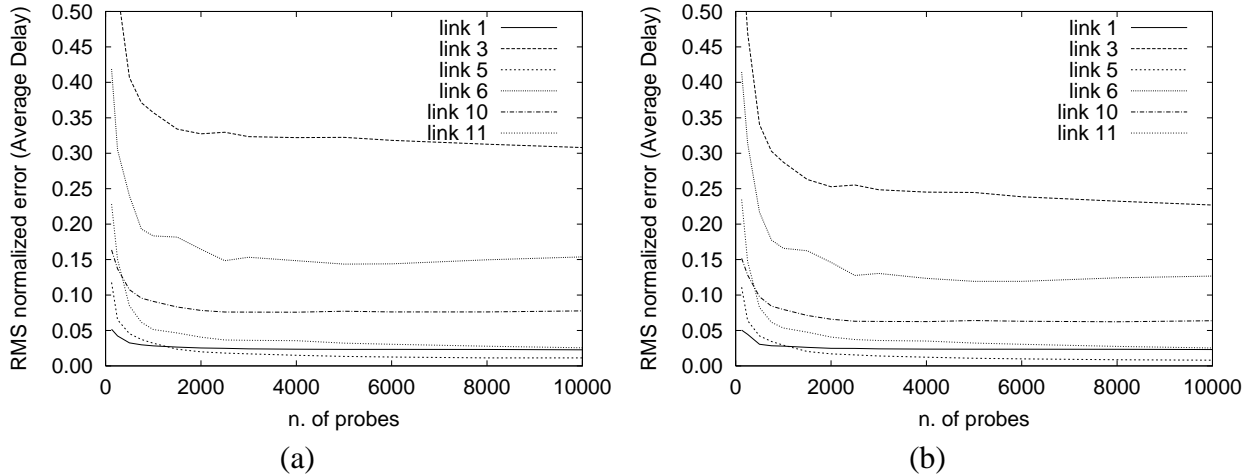 RMS normalized error (Average Delay)
0.50
0.45
0.40
0.35
0.30
0.25
0.20
0.15
0.10
0.05
0.00
0 2000 4000 6000 8000 10000
n. of probes
link 1
link 3
link 5
link 6
link 10
link 11
(a)
RMS normalized error (Average Delay)
0.50
0.45
0.40
0.35
0.30
0.25
0.20
0.15
0.10
0.05
0.00
0 2000 4000 6000 8000 10000
n. of probes
link 1
link 3
link 5
link 6
link 10
link 11
(b)